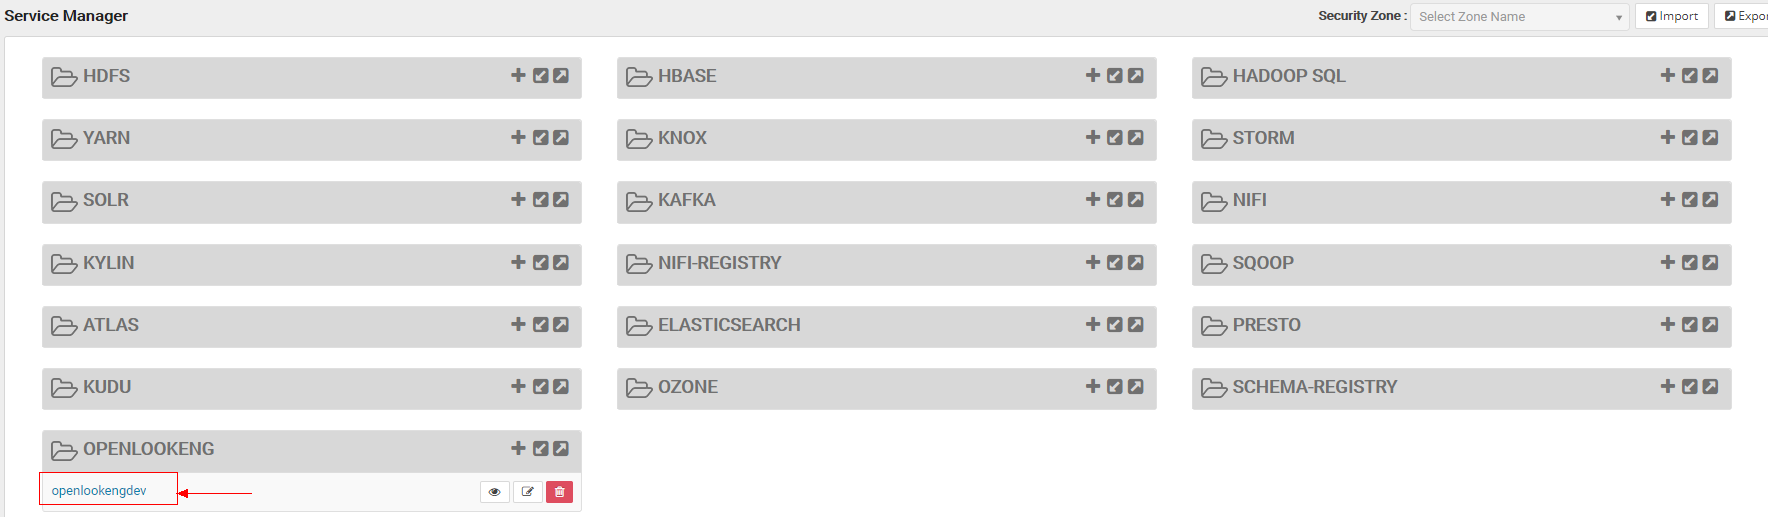 Service Manager
Security Zone : Select Zone Name Import Expor
HDFS HBASE HADOOP SQL
YARN KNOX STORM
SOLR KAFKA NIFI
KYLIN NIFI-REGISTRY SQOOP
ATLAS ELASTICSEARCH PRESTO
KUDU OZONE SCHEMA-REGISTRY
OPENLOOKENG
openlookengdev